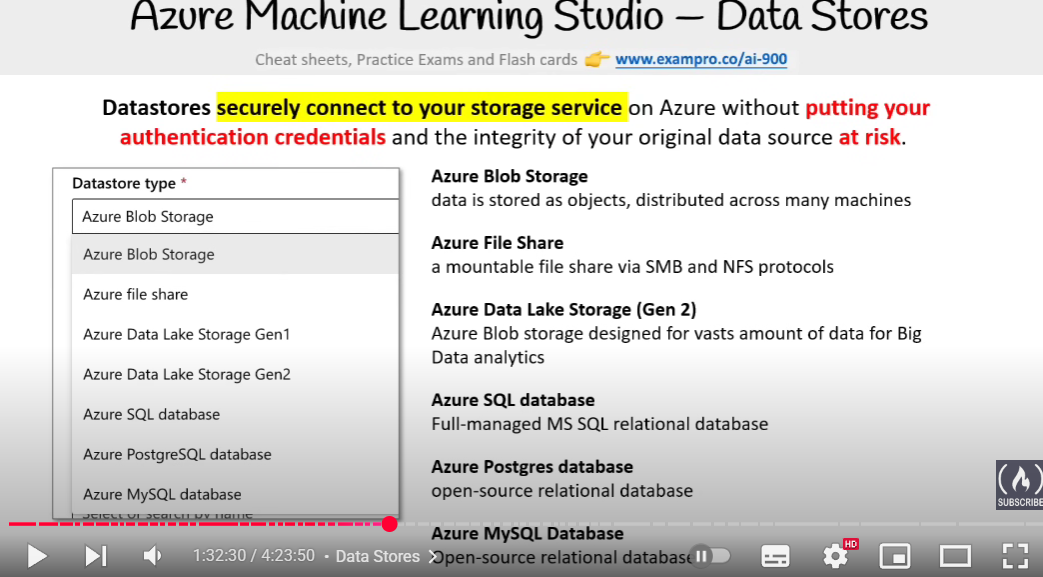 Azure Machine Learning Studio – Data Stores
Cheat sheets, Practice Exams and Flash cards 👉 www.exampro.co/ai-900
Datastores securely connect to your storage service on Azure without putting your
authentication credentials and the integrity of your original data source at risk.
Datastore type *
Azure Blob Storage
Azure Blob Storage
Azure file share
Azure Data Lake Storage Gen1
Azure Data Lake Storage Gen2
Azure SQL database
Azure PostgreSQL database
Azure MySQL database
Select or search by name
Azure Blob Storage
data is stored as objects, distributed across many machines
Azure File Share
a mountable file share via SMB and NFS protocols
Azure Data Lake Storage (Gen 2)
Azure Blob storage designed for vasts amount of data for Big
Data analytics
Azure SQL database
Full-managed MS SQL relational database
Azure Postgres database
open-source relational database
Azure MySQL Database
Open-source relational database
SUBSCRIBE
1:32:30 / 4:23:50 • Data Stores
HD